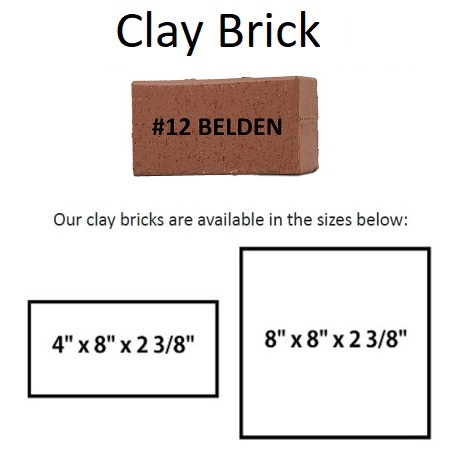 Clay Brick
#12 BELDEN
Our clay bricks are available in the sizes below:
4" x 8" x 2 3/8"
8" x 8" x 2 3/8"